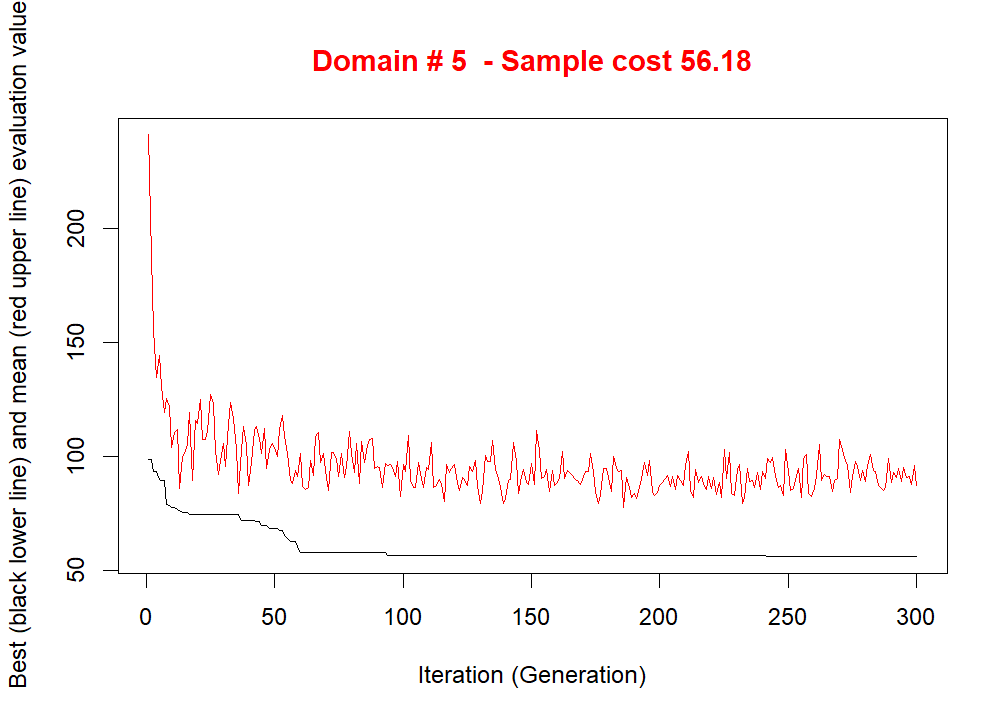 Domain # 5  - Sample cost 56.18
Best (black lower line) and mean (red upper line) evaluation value
200
150
100
50
0 50 100 150 200 250 300
Iteration (Generation)